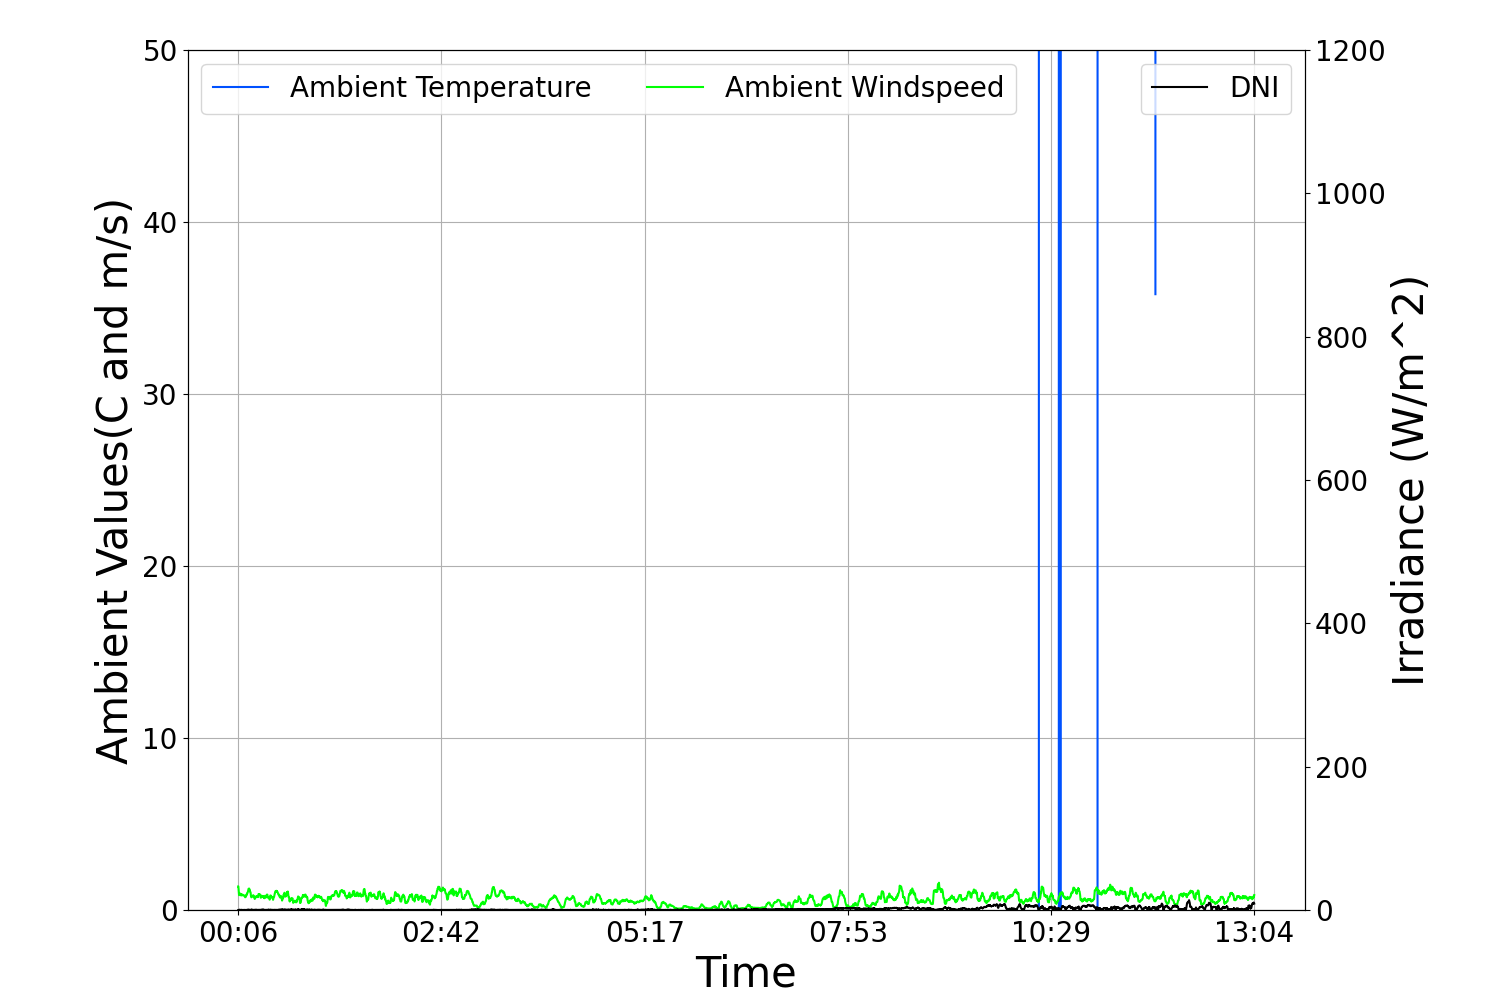 Ambient Temperature
Ambient Windspeed
DNI
50
40
30
20
10
0
Ambient Values(C and m/s)
1200
1000
800
600
400
200
0
Irradiance (W/m^2)
00:06 02:42 05:17 07:53 10:29 13:04
Time